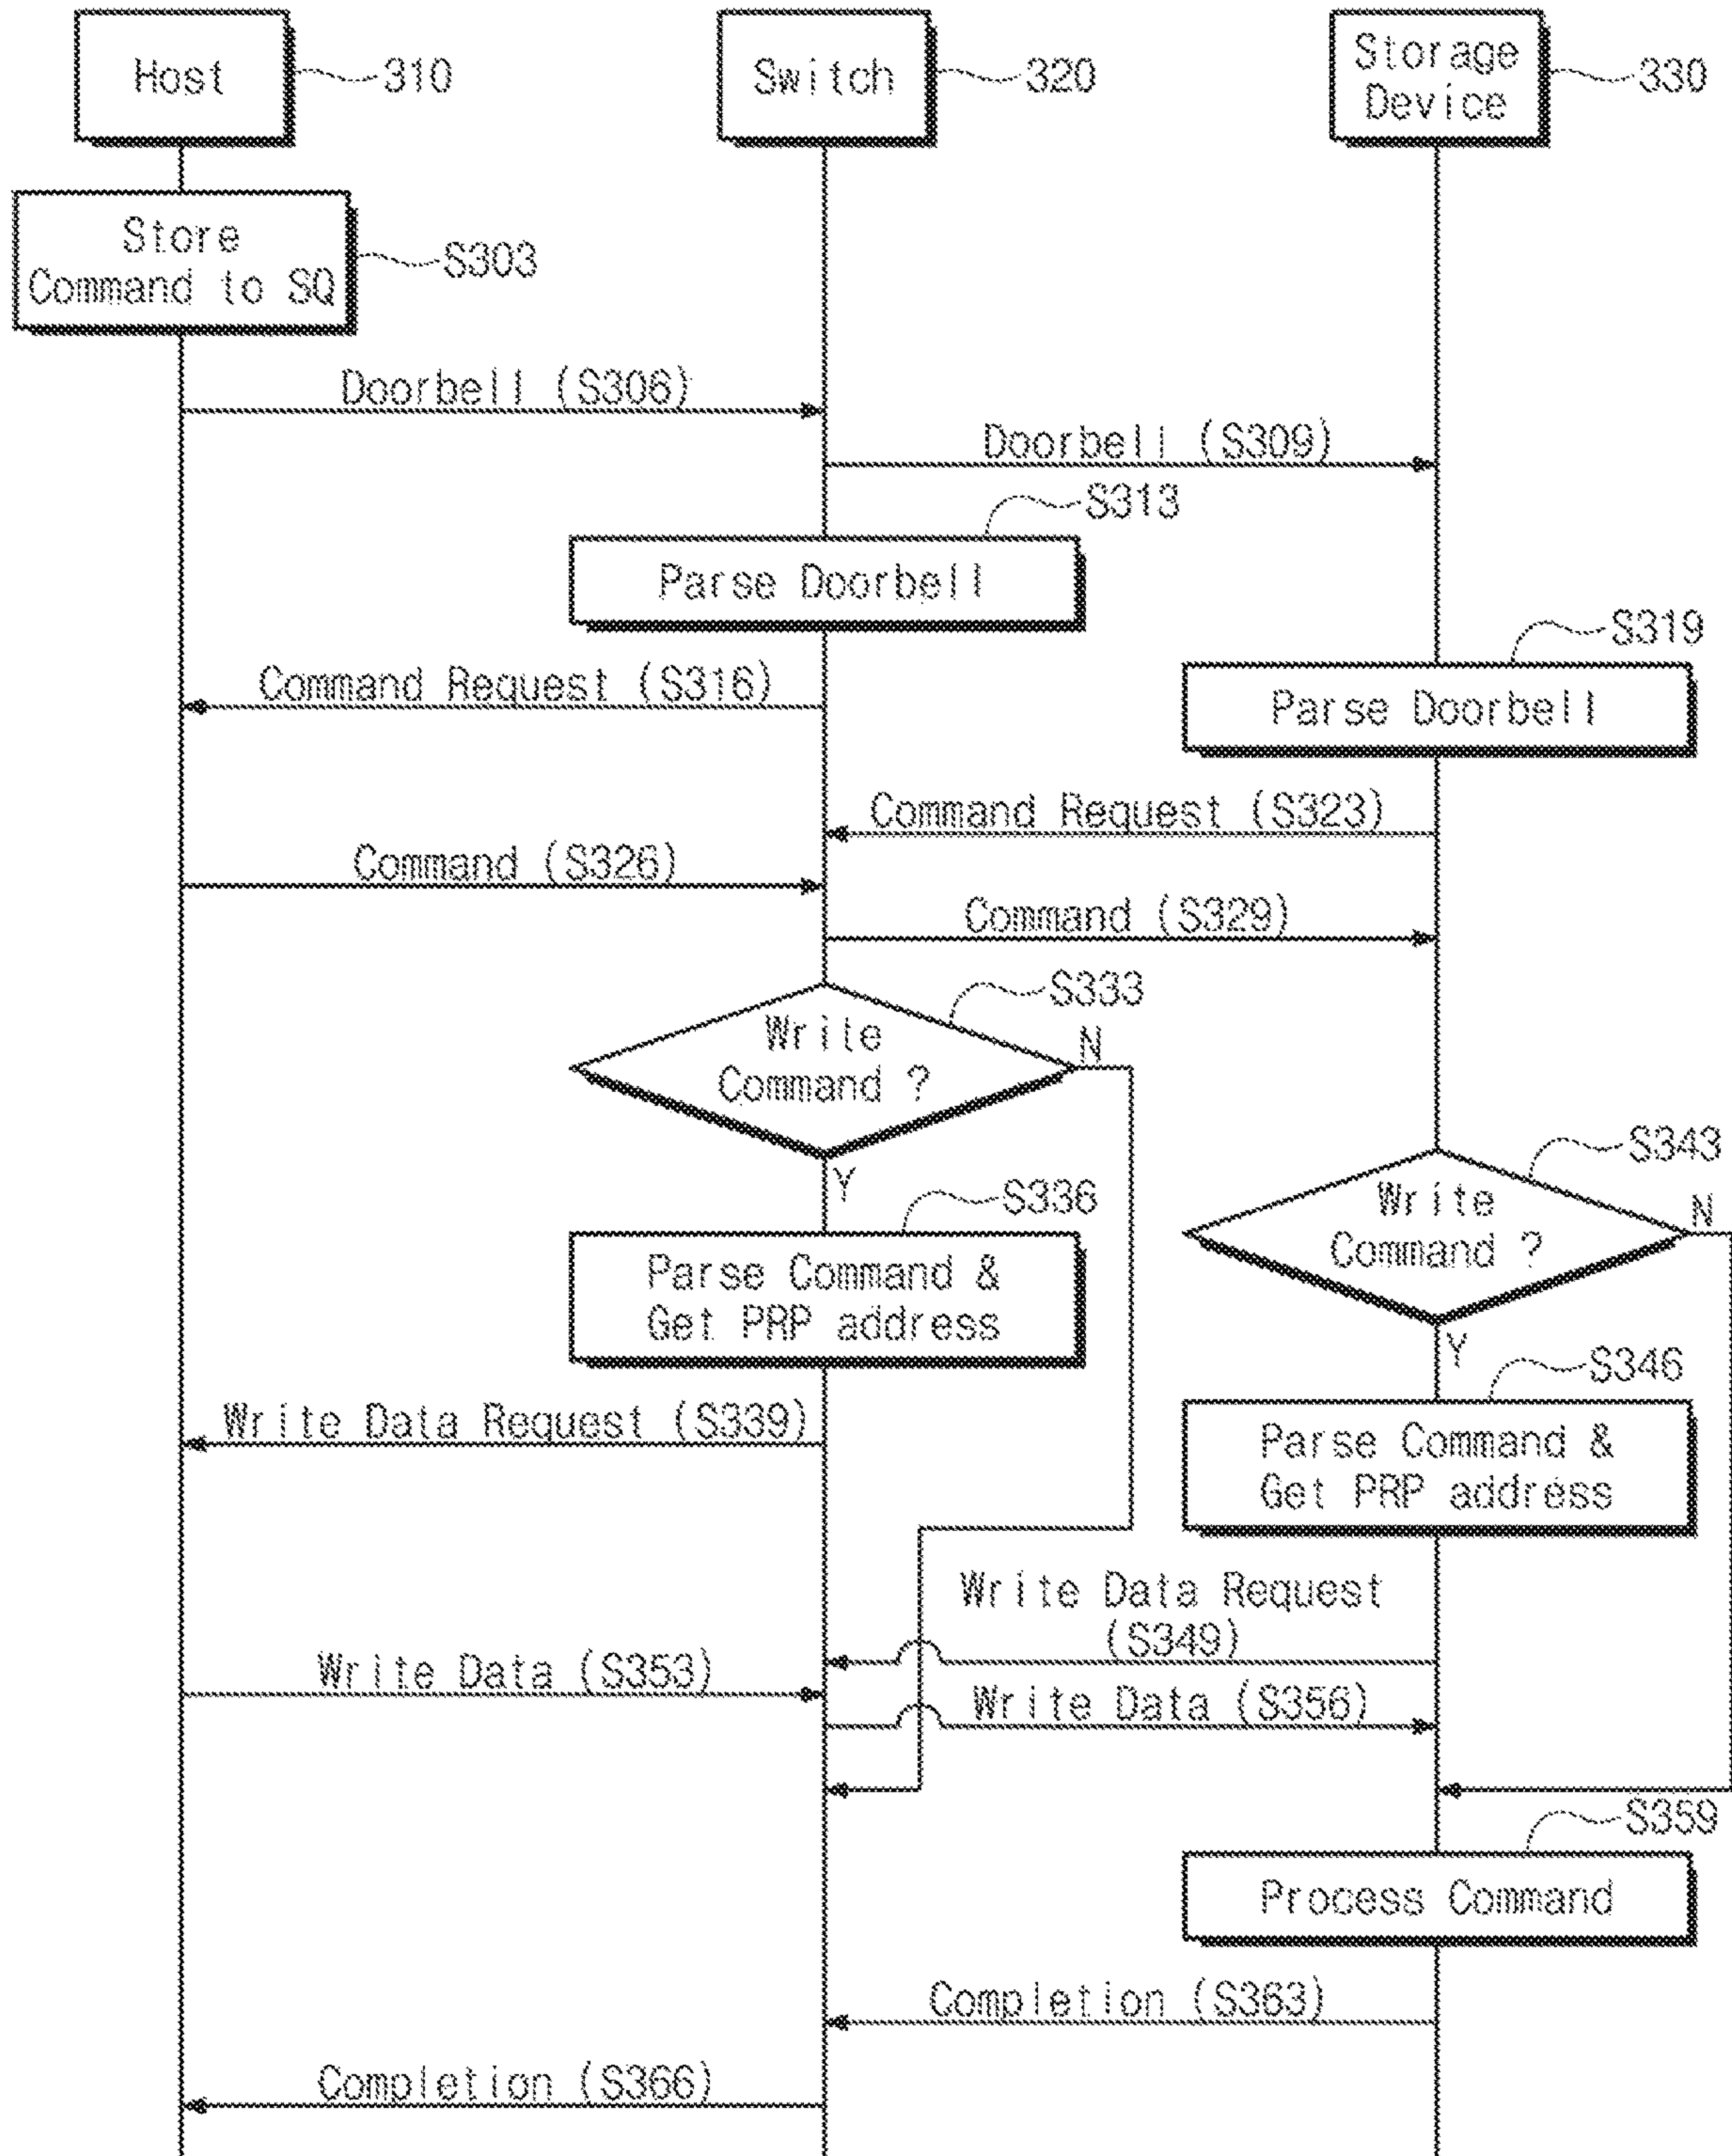 Host
310
Switch
320
Storage
Device
330
Store
Command to SQ
S303
Doorbell (S306)
Doorbell (S309)
S313
Parse Doorbell
S319
Command Request (S316)
Parse Doorbell
Command Request (S323)
Command (S326)
Command (S329)
S333
Write
Command ?
N
Y
S343
Write
Command ?
N
Y
S336
Parse Command &
Get PRP address
S346
Write Data Request (S339)
Parse Command &
Get PRP address
Write Data Request
(S349)
Write Data (S353)
Write Data (S356)
S359
Process Command
Completion (S363)
Completion (S366)